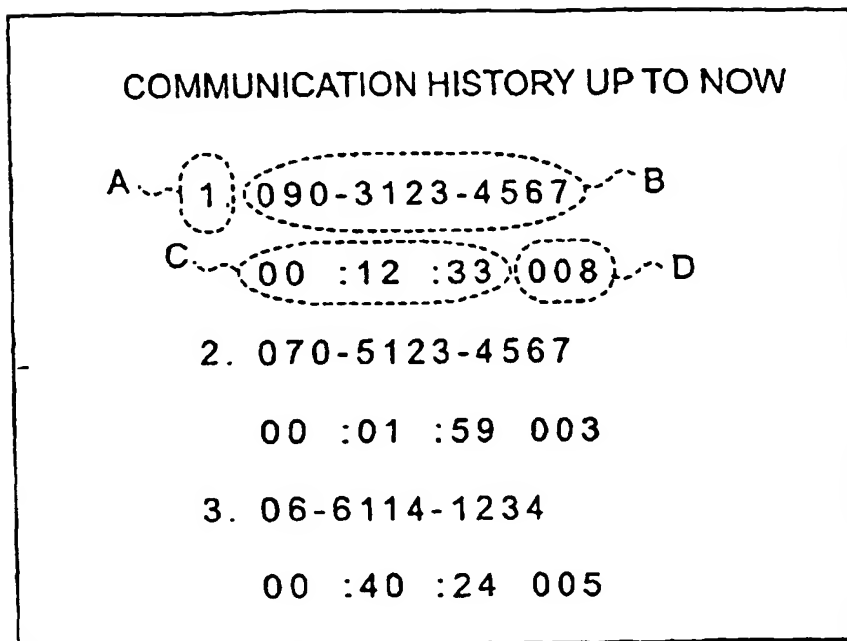 COMMUNICATION HISTORY UP TO NOW
A 1. 090-3123-4567 B
C 00 :12 :33 008 D
2. 070-5123-4567
00 :01 :59 003
3. 06-6114-1234
00 :40 :24 005